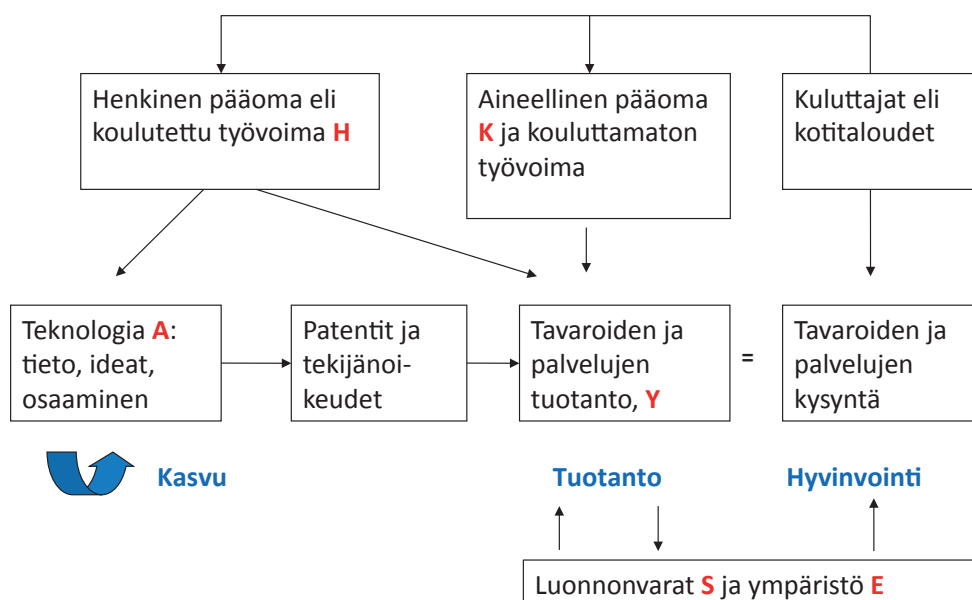 Henkinen pääoma eli
koulutettu työvoima H
Aineellinen pääoma
K ja kouluttamaton
työvoima
Kuluttajat eli
kotitaloudet
Teknologia A:
tieto, ideat,
osaaminen
Patentit ja
tekijänoi-
keudet
Tavaroiden ja
palvelujen
tuotanto, Y
=
Tavaroiden ja
palvelujen
kysyntä
Kasvu
Tuotanto
Hyvinvointi
Luonnonvarat S ja ympäristö E